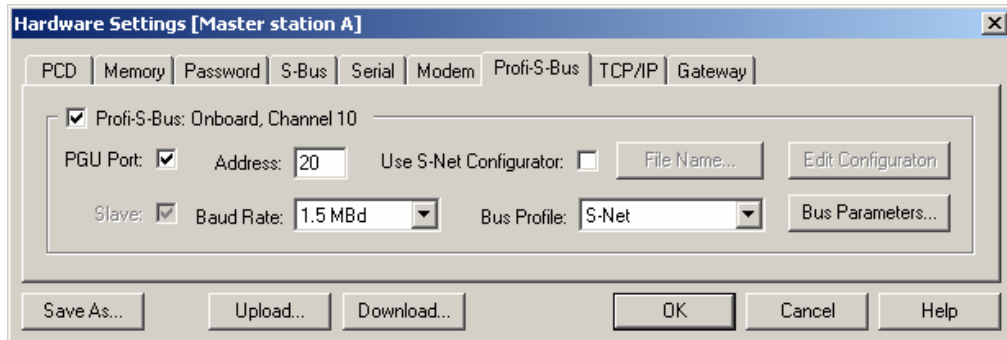 Hardware Settings [Master station A]
PCD Memory Password S-Bus Serial Modem Profi-S-Bus TCP/IP Gateway
Profi-S-Bus: Onboard, Channel 10
PGU Port: Address: 20 Use S-Net Configurator: File Name... Edit Configuraton
Slave: Baud Rate: 1.5 MBd Bus Profile: S-Net Bus Parameters...
Save As... Upload... Download... OK Cancel Help